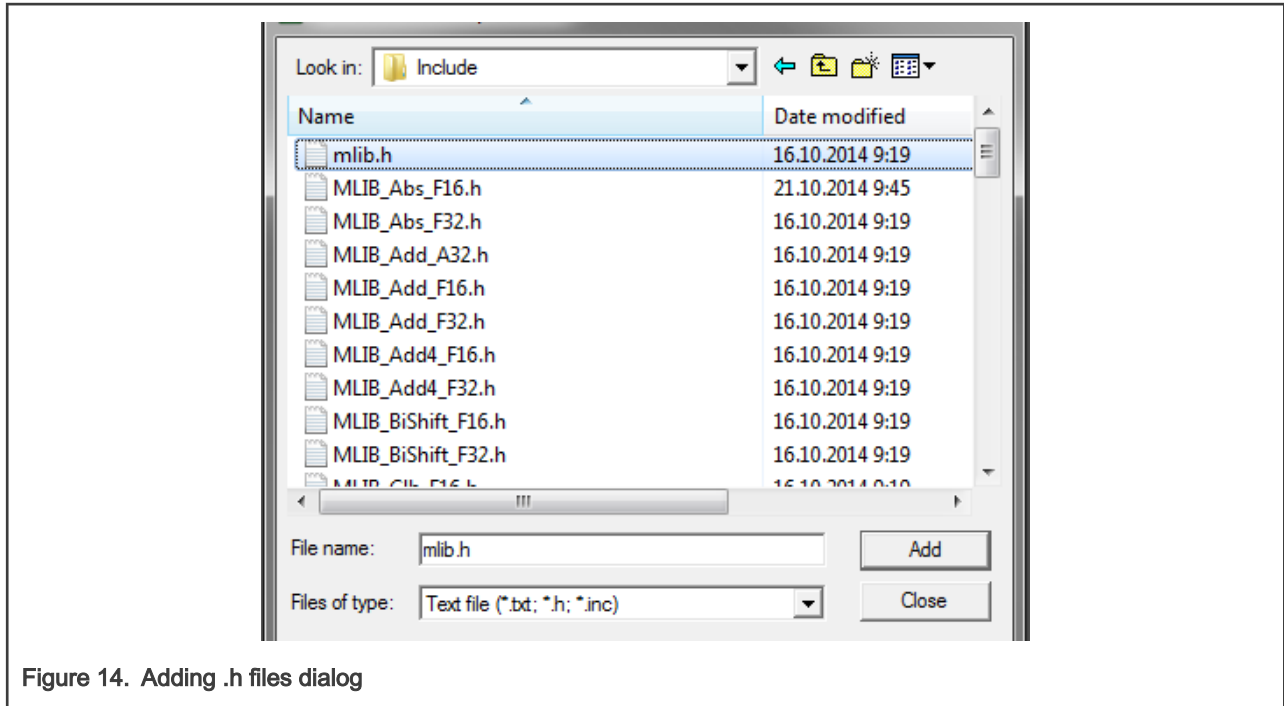 Look in: Include
Name Date modified
mlib.h 16.10.2014 9:19
MLIB_Abs_F16.h 21.10.2014 9:45
MLIB_Abs_F32.h 16.10.2014 9:19
MLIB_Add_A32.h 16.10.2014 9:19
MLIB_Add_F16.h 16.10.2014 9:19
MLIB_Add_F32.h 16.10.2014 9:19
MLIB_Add4_F16.h 16.10.2014 9:19
MLIB_Add4_F32.h 16.10.2014 9:19
MLIB_BiShift_F16.h 16.10.2014 9:19
MLIB_BiShift_F32.h 16.10.2014 9:19
File name: mlib.h Add
Files of type: Text file (*.txt; *.h; *.inc) Close
Figure 14. Adding .h files dialog